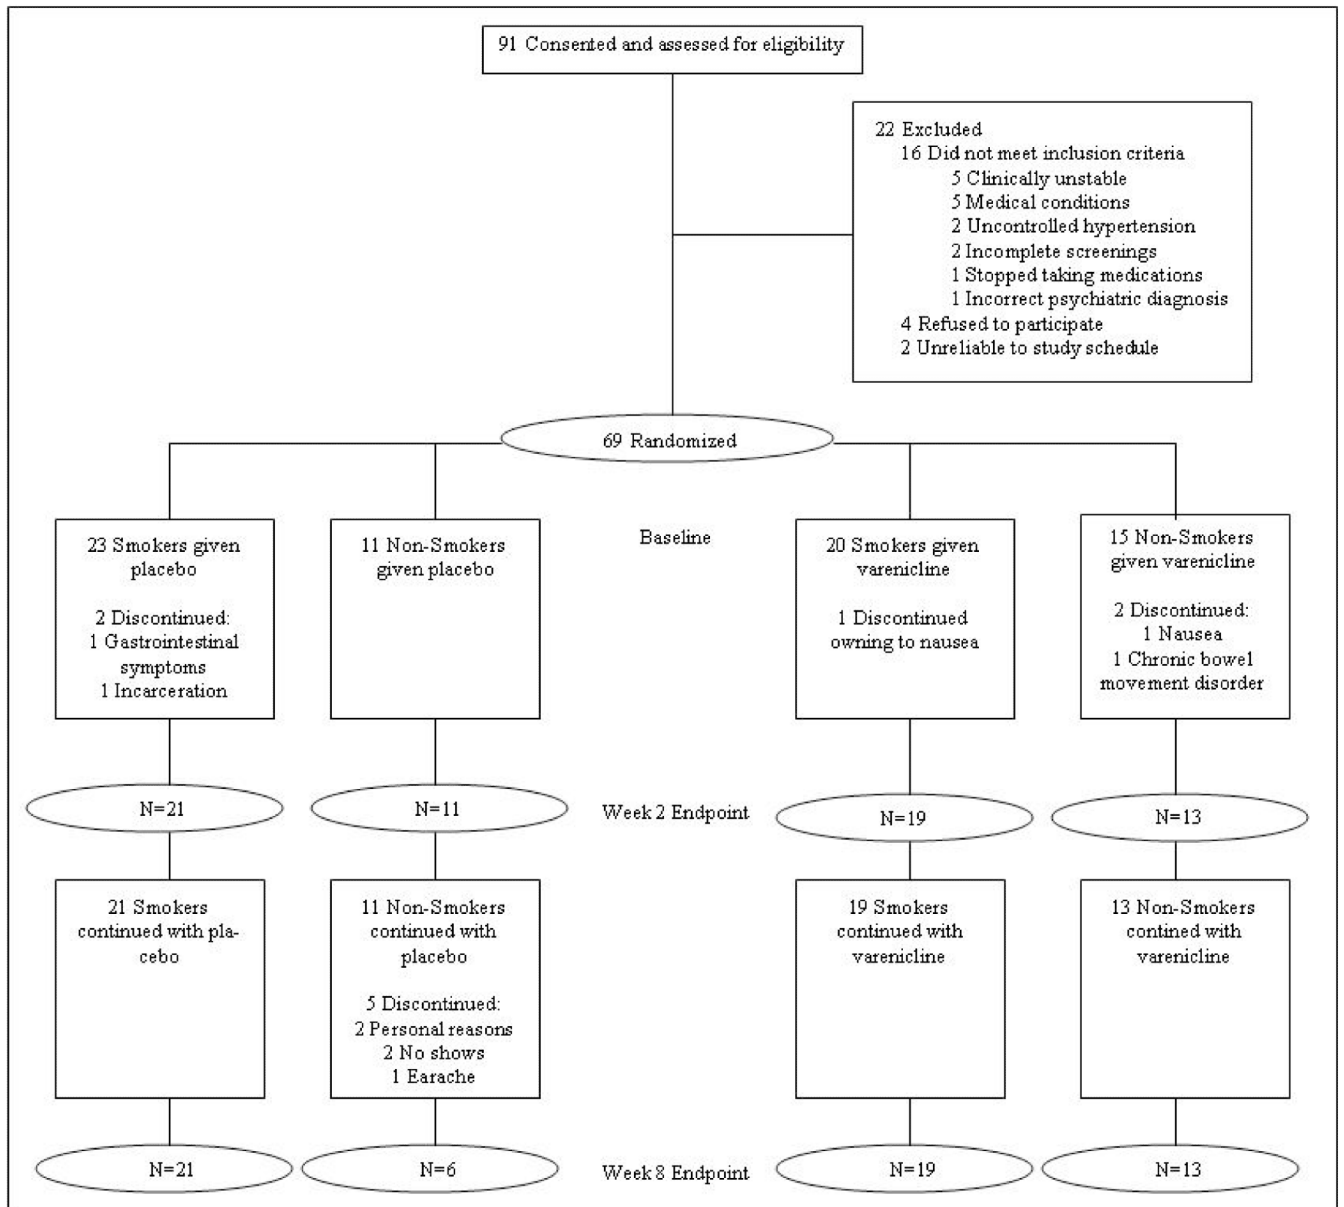 91 Consented and assessed for eligibility
22 Excluded
16 Did not meet inclusion criteria
5 Clinically unstable
5 Medical conditions
2 Uncontrolled hypertension
2 Incomplete screenings
1 Stopped taking medications
1 Incorrect psychiatric diagnosis
4 Refused to participate
2 Unreliable to study schedule
69 Randomized
Baseline
23 Smokers given
placebo
2 Discontinued:
1 Gastrointestinal
symptoms
1 Incarceration
11 Non-Smokers
given placebo
20 Smokers given
varenicline
1 Discontinued
owning to nausea
15 Non-Smokers
given varenicline
2 Discontinued:
1 Nausea
1 Chronic bowel
movement disorder
N=21
N=11
Week 2 Endpoint
N=19
N=13
21 Smokers
continued with pla-
cebo
11 Non-Smokers
continued with
placebo
5 Discontinued:
2 Personal reasons
2 No shows
1 Earache
19 Smokers
continued with
varenicline
13 Non-Smokers
contined with
varenicline
N=21
N=6
Week 8 Endpoint
N=19
N=13